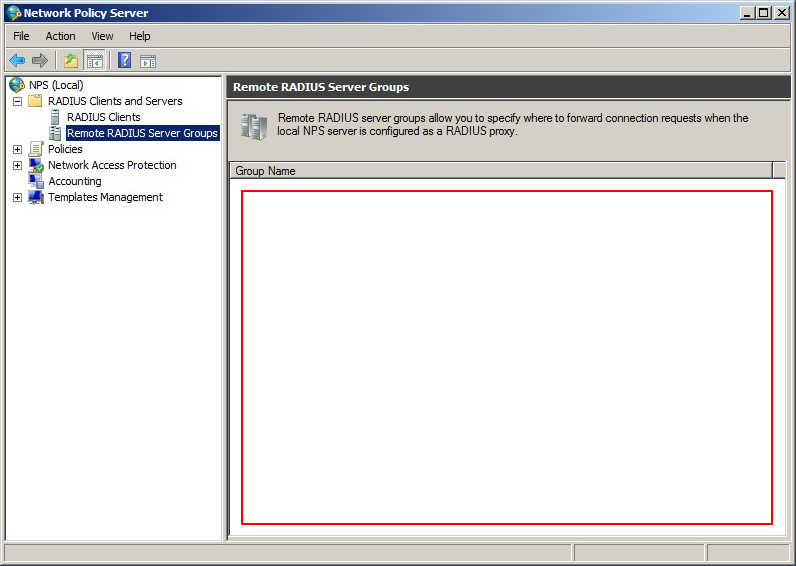 Network Policy Server
File Action View Help
NPS (Local)
RADIUS Clients and Servers
RADIUS Clients
Remote RADIUS Server Groups
Policies
Network Access Protection
Accounting
Templates Management
Remote RADIUS Server Groups
Remote RADIUS server groups allow you to specify where to forward connection requests when the
local NPS server is configured as a RADIUS proxy.
Group Name